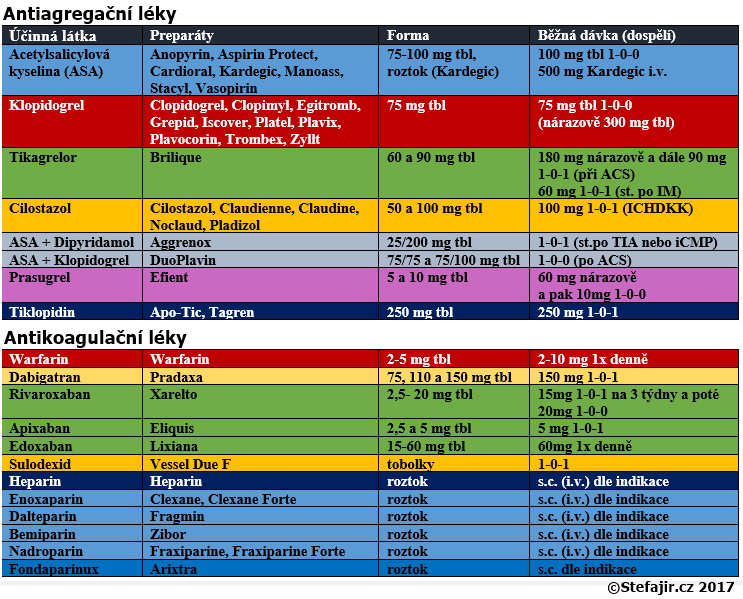 Antiagregační léky
Účinná látka Preparáty Forma Běžná dávka (dospělí)
Acetylsalicylová Anopyrin, Aspirin Protect, 75-100 mg tbl, 100 mg tbl 1-0-0
kyselina (ASA) Cardioral, Kardegic, Manoass, roztok (Kardegic) 500 mg Kardegic i.v.
Stacyl, Vasopirin
Klopidogrel Clopidogrel, Clopimyl, Egitromb, 75 mg tbl 75 mg tbl 1-0-0
Grepid, Iscover, Platel, Plavix, (nárazově 300 mg tbl)
Plavocorin, Trombex, Zyllt
Tikagrelor Brilique 60 a 90 mg tbl 180 mg nárazově a dále 90 mg
1-0-1 (při ACS)
60 mg 1-0-1 (st. po IM)
Cilostazol Cilostazol, Claudienne, Claudine, 50 a 100 mg tbl 100 mg 1-0-1 (ICHDKK)
Noclaud, Pladizol
ASA + Dipyridamol Aggrenox 25/200 mg tbl 1-0-1 (st.po TIA nebo iCMP)
ASA + Klopidogrel DuoPlavin 75/75 a 75/100 mg tbl 1-0-0 (po ACS)
Prasugrel Efient 5 a 10 mg tbl 60 mg nárazově
a pak 10mg 1-0-0
Tiklopidin Apo-Tic, Tagren 250 mg tbl 250 mg 1-0-1
Antikoagulační léky
Warfarin Warfarin 2-5 mg tbl 2-10 mg 1x denně
Dabigatran Pradaxa 75, 110 a 150 mg tbl 150 mg 1-0-1
Rivaroxaban Xarelto 2,5- 20 mg tbl 15mg 1-0-1 na 3 týdny a poté
20mg 1-0-0
Apixaban Eliquis 2,5 a 5 mg tbl 5 mg 1-0-1
Edoxaban Lixiana 15-60 mg tbl 60mg 1x denně
Sulodexid Vessel Due F tobolky 1-0-1
Heparin Heparin roztok s.c. (i.v.) dle indikace
Enoxaparin Clexane, Clexane Forte roztok s.c. (i.v.) dle indikace
Dalteparin Fragmin roztok s.c. (i.v.) dle indikace
Bemiparin Zibor roztok s.c. (i.v.) dle indikace
Nadroparin Fraxiparine, Fraxiparine Forte roztok s.c. (i.v.) dle indikace
Fondaparinux Arixtra roztok s.c. dle indikace
©Stefajir.cz 2017